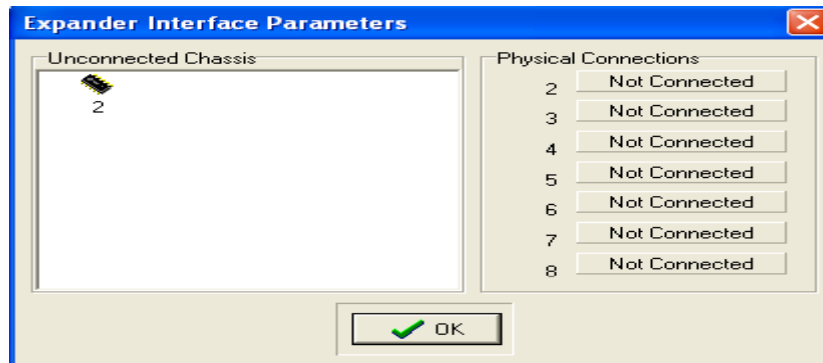 Expander Interface Parameters
Unconnected Chassis
2
Physical Connections
2 Not Connected
3 Not Connected
4 Not Connected
5 Not Connected
6 Not Connected
7 Not Connected
8 Not Connected
OK